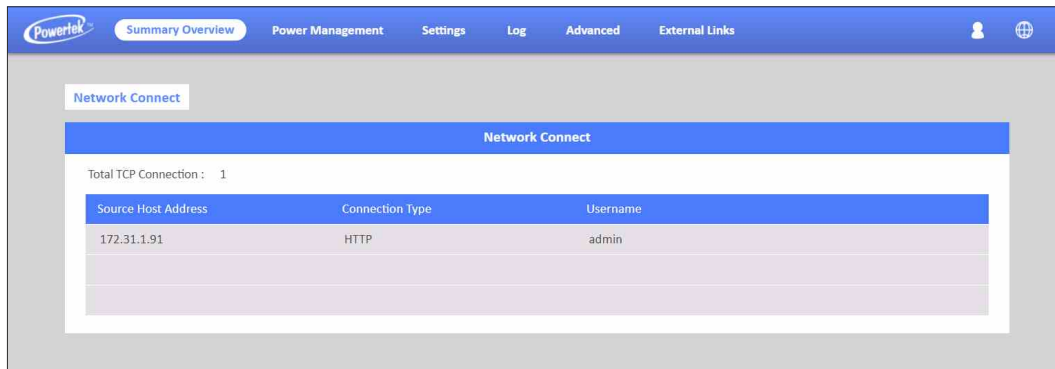 Powertek™ Summary Overview Power Management Settings Log Advanced External Links
Network Connect
Network Connect
Total TCP Connection : 1
Source Host Address Connection Type Username
172.31.1.91 HTTP admin